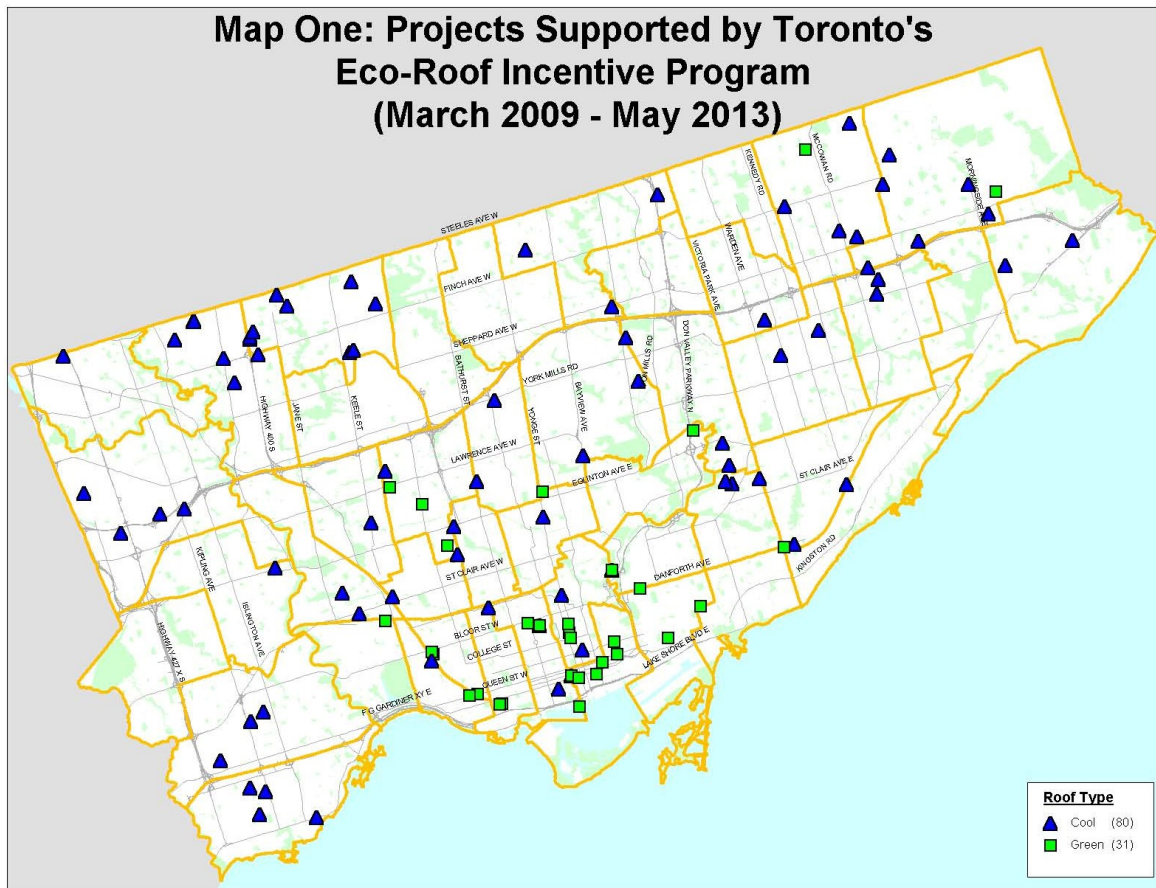 Map One: Projects Supported by Toronto's
Eco-Roof Incentive Program
(March 2009 - May 2013)
STEELES AVE W
FINCH AVE W
SHEPPARD AVE W
YORK MILLS RD
LAWRENCE AVE W
EGLINTON AVE E
ST CLAIR AVE E
ST CLAIR AVE W
DANFORTH AVE
KINGSTON RD
BLOOR ST W
COLLEGE ST
QUEEN ST W
LAKE SHORE BLVD E
F G GARDINER XY E
HIGHWAY 427 X S
KIPLING AVE
ISLINGTON AVE
HIGHWAY 400 S
JANE ST
KEELE ST
BATHURST ST
YONGE ST
BAYVIEW AVE
DON MILLS RD
DON VALLEY PARKWAY N
VICTORIA PARK AVE
WARDEN AVE
KENNEDY RD
MCCOWAN RD
MORNINGSIDE AVE
Roof Type
Cool (80)
Green (31)